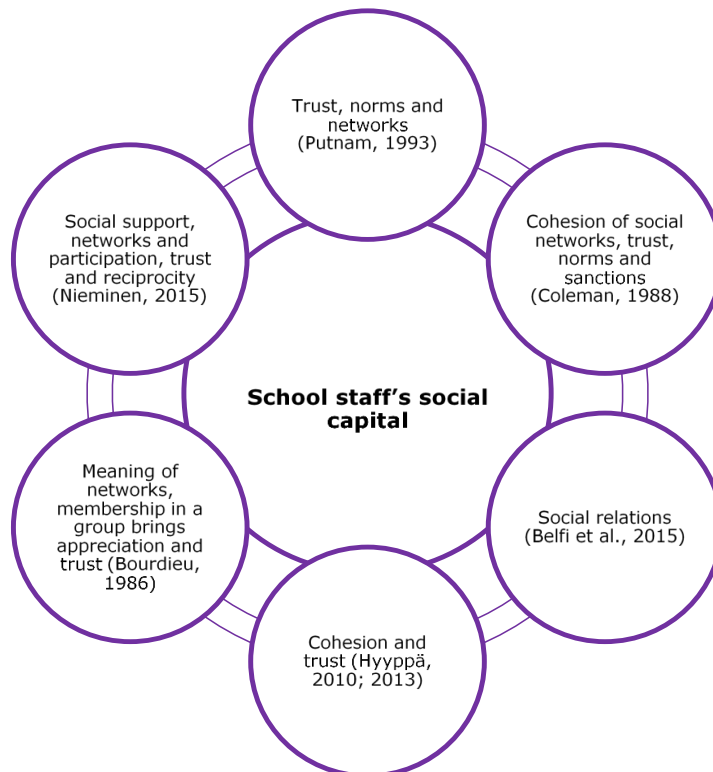 Trust, norms and
networks
(Putnam, 1993)
Cohesion of social
networks, trust,
norms and
sanctions
(Coleman, 1988)
Social relations
(Belfi et al., 2015)
Cohesion and
trust (Hyyppä,
2010; 2013)
Meaning of
networks,
membership in a
group brings
appreciation and
trust (Bourdieu,
1986)
Social support,
networks and
participation, trust
and reciprocity
(Nieminen, 2015)
School staff’s social
capital